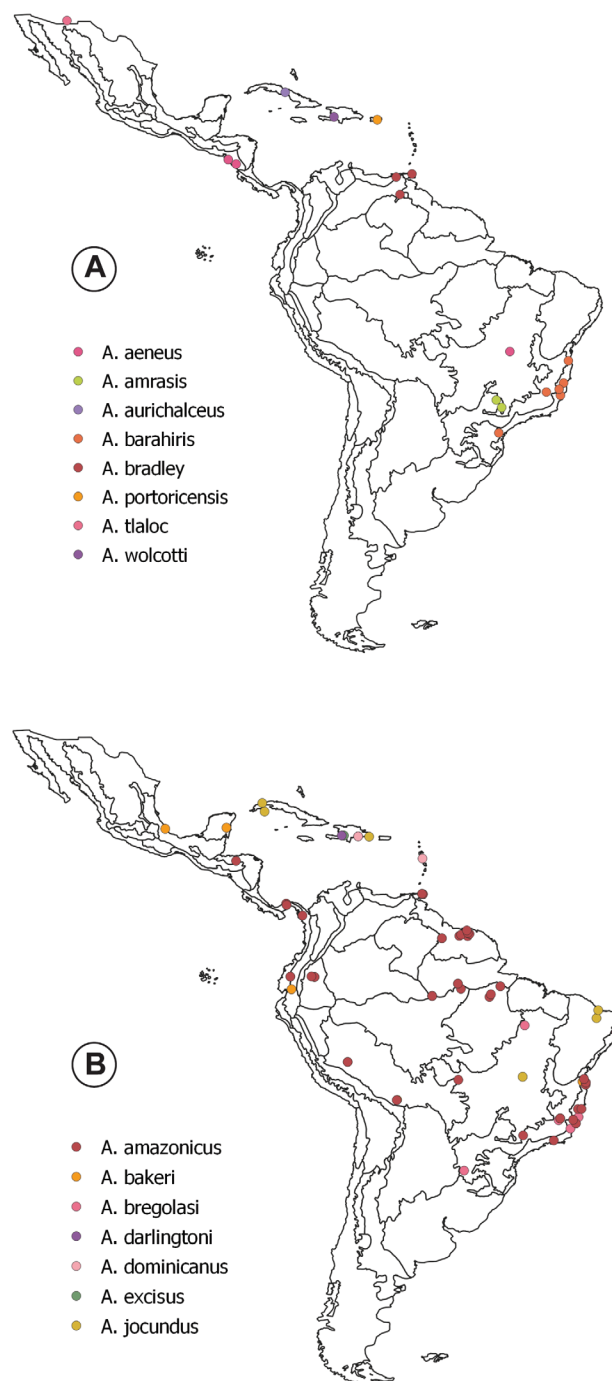 A
A. aeneus
A. amrasis
A. aurichalceus
A. barahiris
A. bradley
A. portoricensis
A. tlaloc
A. wolcotti
B
A. amazonicus
A. bakeri
A. bregolasi
A. darlingtoni
A. dominicanus
A. excisus
A. jocundus